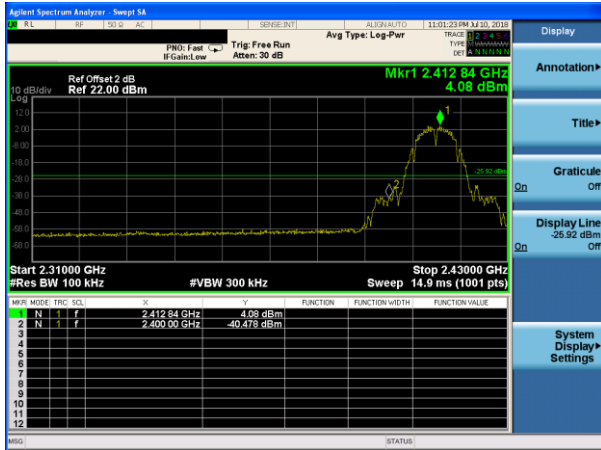 Agilent Spectrum Analyzer - Swept SA
RL RF 50 Ω AC SENSE:INT ALIGNAUTO 11:01:23 PM Jul 10, 2018
Avg Type: Log-Pwr
TRACE 1 2 3 4 5 6
TYPE M
DET A N N N N N
PNO: Fast
IFGain:Low
Trig: Free Run
Atten: 30 dB
Display
Mkr1 2.412 84 GHz
4.08 dBm
Ref Offset 2 dB
10 dB/div Ref 22.00 dBm
Log
12.0
2.00
-8.00
-18.0
-28.0
-38.0
-48.0
-58.0
-68.0
1
2
-25.92 dBm
Start 2.31000 GHz
Stop 2.43000 GHz
#Res BW 100 kHz
#VBW 300 kHz
Sweep 14.9 ms (1001 pts)
MKR MODE TRC SCL X Y FUNCTION FUNCTION WIDTH FUNCTION VALUE
1 N 1 f 2.412 84 GHz 4.08 dBm
2 N 1 f 2.400 00 GHz -40.478 dBm
3
4
5
6
7
8
9
10
11
12
MSG
STATUS
Annotation
Title
Graticule
On Off
Display Line
-25.92 dBm
On Off
System
Display
Settings